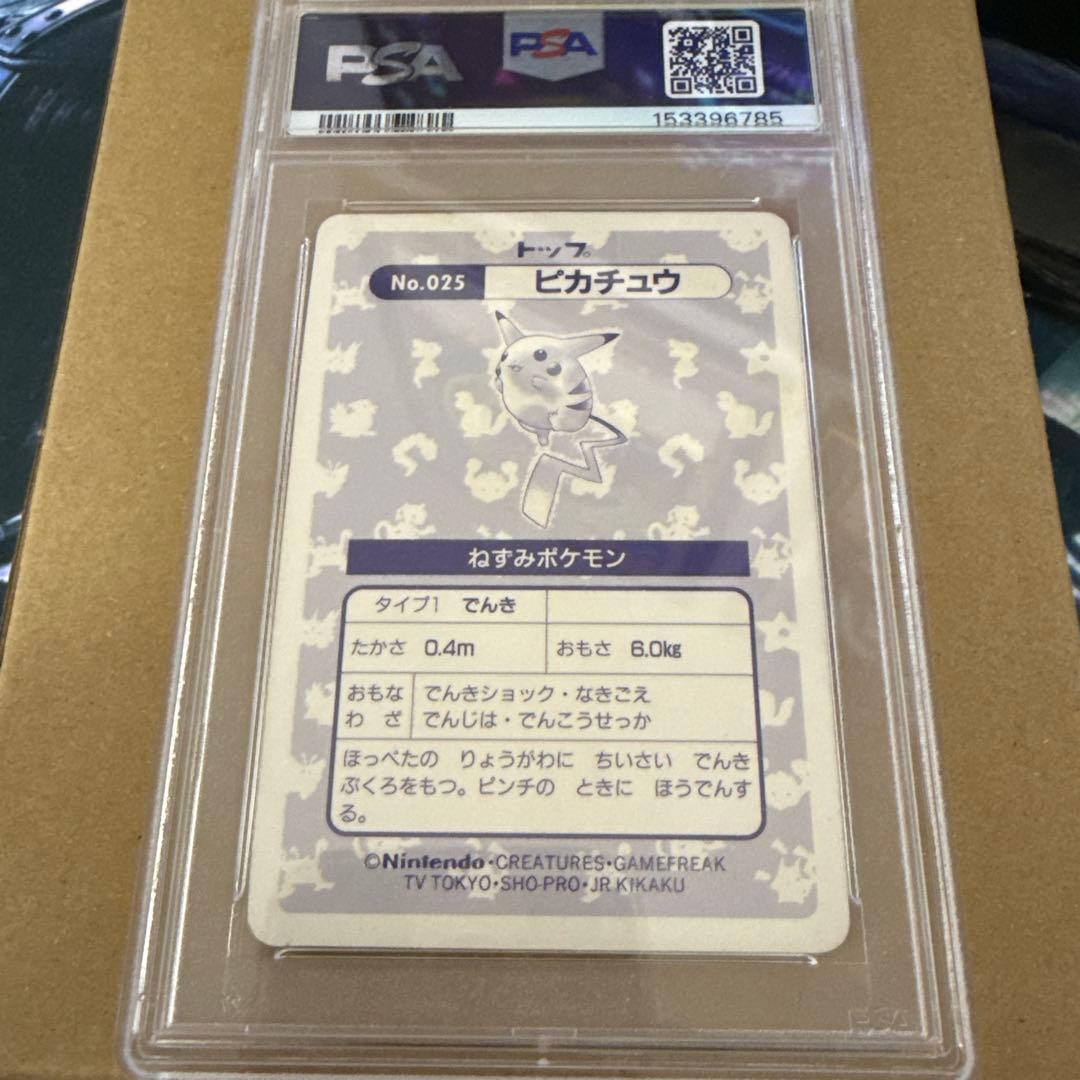 PSA PSA
153396785
トップ
No.025 ピカチュウ
ねずみポケモン
タイプ1 でんき
たかさ 0.4m おもさ 6.0kg
おもな でんきショック・なきごえ
わ ざ でんじは・でんこうせっか
ほっぺたの りょうがわに ちいさい でんき
ぶくろをもつ。ピンチの ときに ほうでんす
る。
©Nintendo・CREATURES・GAMEFREAK
TV TOKYO・SHO-PRO・JR KIKAKU
PSA